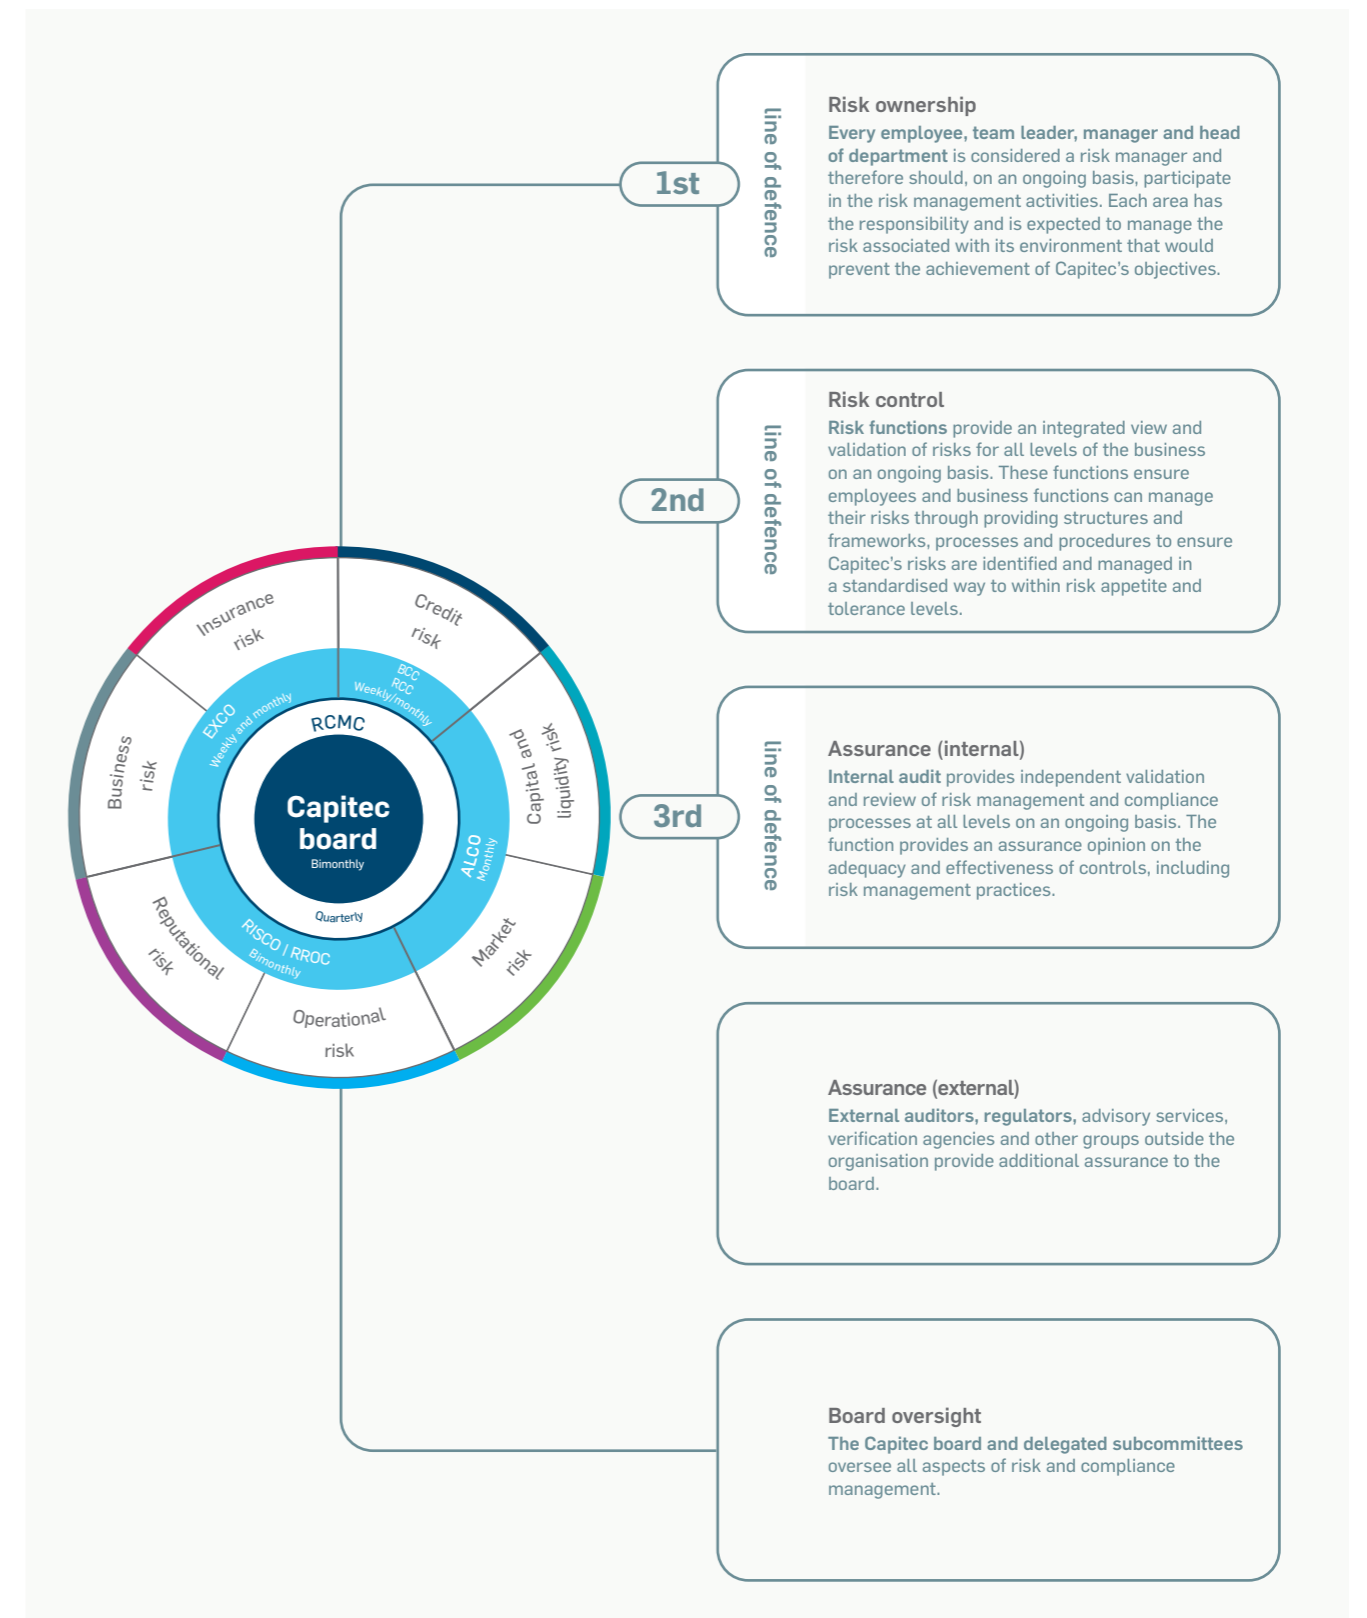 1st
line of defence
Risk ownership
Every employee, team leader, manager and head
of department is considered a risk manager and
therefore should, on an ongoing basis, participate
in the risk management activities. Each area has
the responsibility and is expected to manage the
risk associated with its environment that would
prevent the achievement of Capitec's objectives.
2nd
line of defence
Risk control
Risk functions provide an integrated view and
validation of risks for all levels of the business
on an ongoing basis. These functions ensure
employees and business functions can manage
their risks through providing structures and
frameworks, processes and procedures to ensure
Capitec's risks are identified and managed in
a standardised way to within risk appetite and
tolerance levels.
Insurance
risk
Credit
risk
Capital and
liquidity risk
Market
risk
Operational
risk
Reputational
risk
Business
risk
EXCO
Weekly and monthly
BCC
RCC
Weekly/monthly
ALCO
Monthly
RISCO | RROC
Bimonthly
RCMC
Capitec
board
Bimonthly
Quarterly
3rd
line of defence
Assurance (internal)
Internal audit provides independent validation
and review of risk management and compliance
processes at all levels on an ongoing basis. The
function provides an assurance opinion on the
adequacy and effectiveness of controls, including
risk management practices.
Assurance (external)
External auditors, regulators, advisory services,
verification agencies and other groups outside the
organisation provide additional assurance to the
board.
Board oversight
The Capitec board and delegated subcommittees
oversee all aspects of risk and compliance
management.